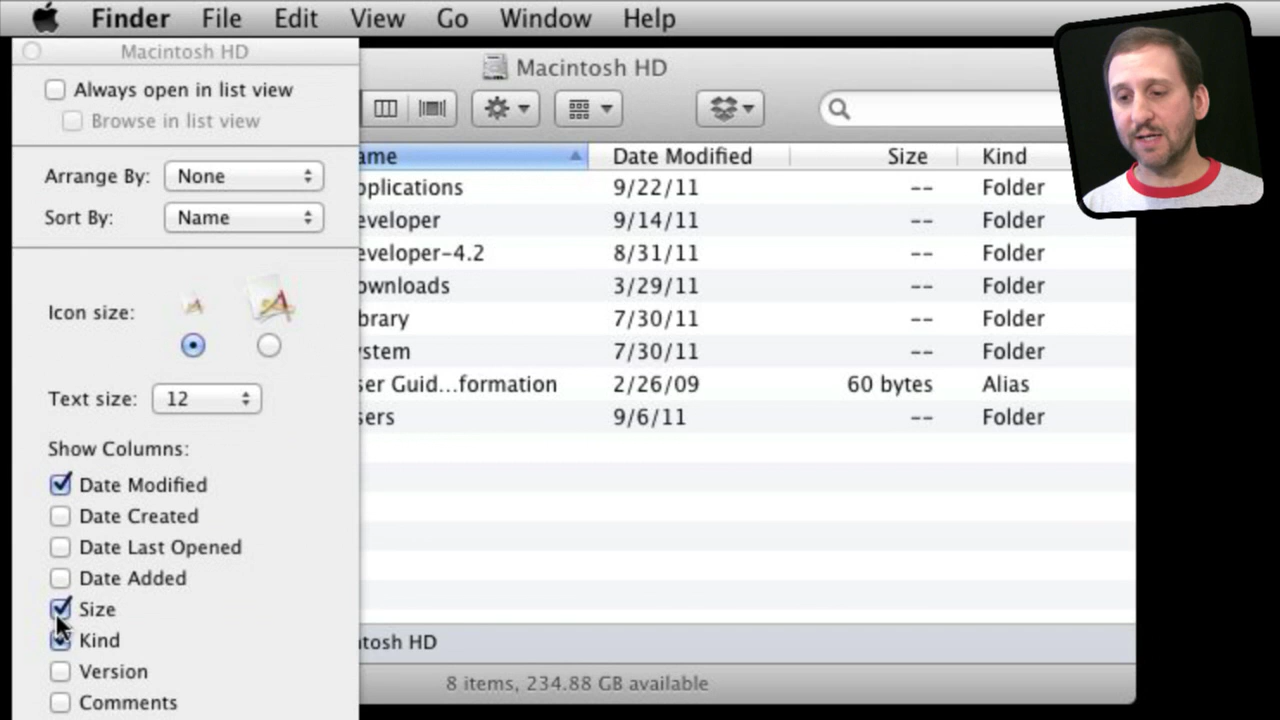 Finder File Edit View Go Window Help
Macintosh HD
Always open in list view
Browse in list view
Arrange By: None
Sort By: Name
Icon size:
Text size: 12
Show Columns:
Date Modified
Date Created
Date Last Opened
Date Added
Size
Kind
Version
Comments
Macintosh HD
ame Date Modified Size Kind
pplications 9/22/11 -- Folder
eveloper 9/14/11 -- Folder
eveloper-4.2 8/31/11 -- Folder
ownloads 3/29/11 -- Folder
brary 7/30/11 -- Folder
ystem 7/30/11 -- Folder
ser Guid...formation 2/26/09 60 bytes Alias
sers 9/6/11 -- Folder
ntosh HD
8 items, 234.88 GB available